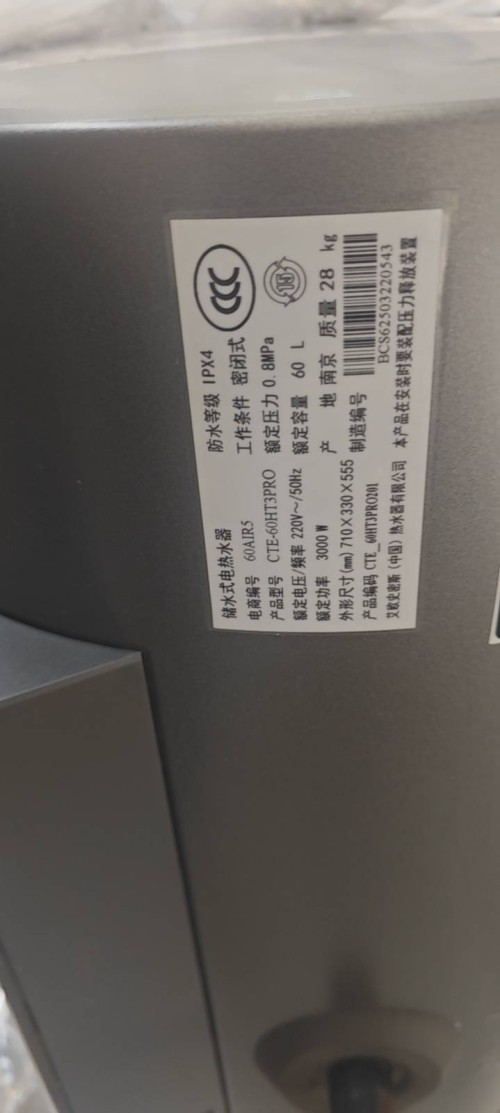 储水式电热水器 防水等级 IPX4
电商编号 60AIR5 工作条件 密闭式
产品型号 CTE-60HT3PRO 额定压力 0.8MPa
额定电压/频率 220V～/50Hz 额定容量 60 L
额定功率 3000 W 产 地 南京 质量 28 kg
外形尺寸(mm) 710×330×555 制造编号
产品编码 CTE_60HT3PRO201 BCS62503220543
艾欧史密斯（中国）热水器有限公司 本产品在安装时要装配压力释放装置
CCC
15